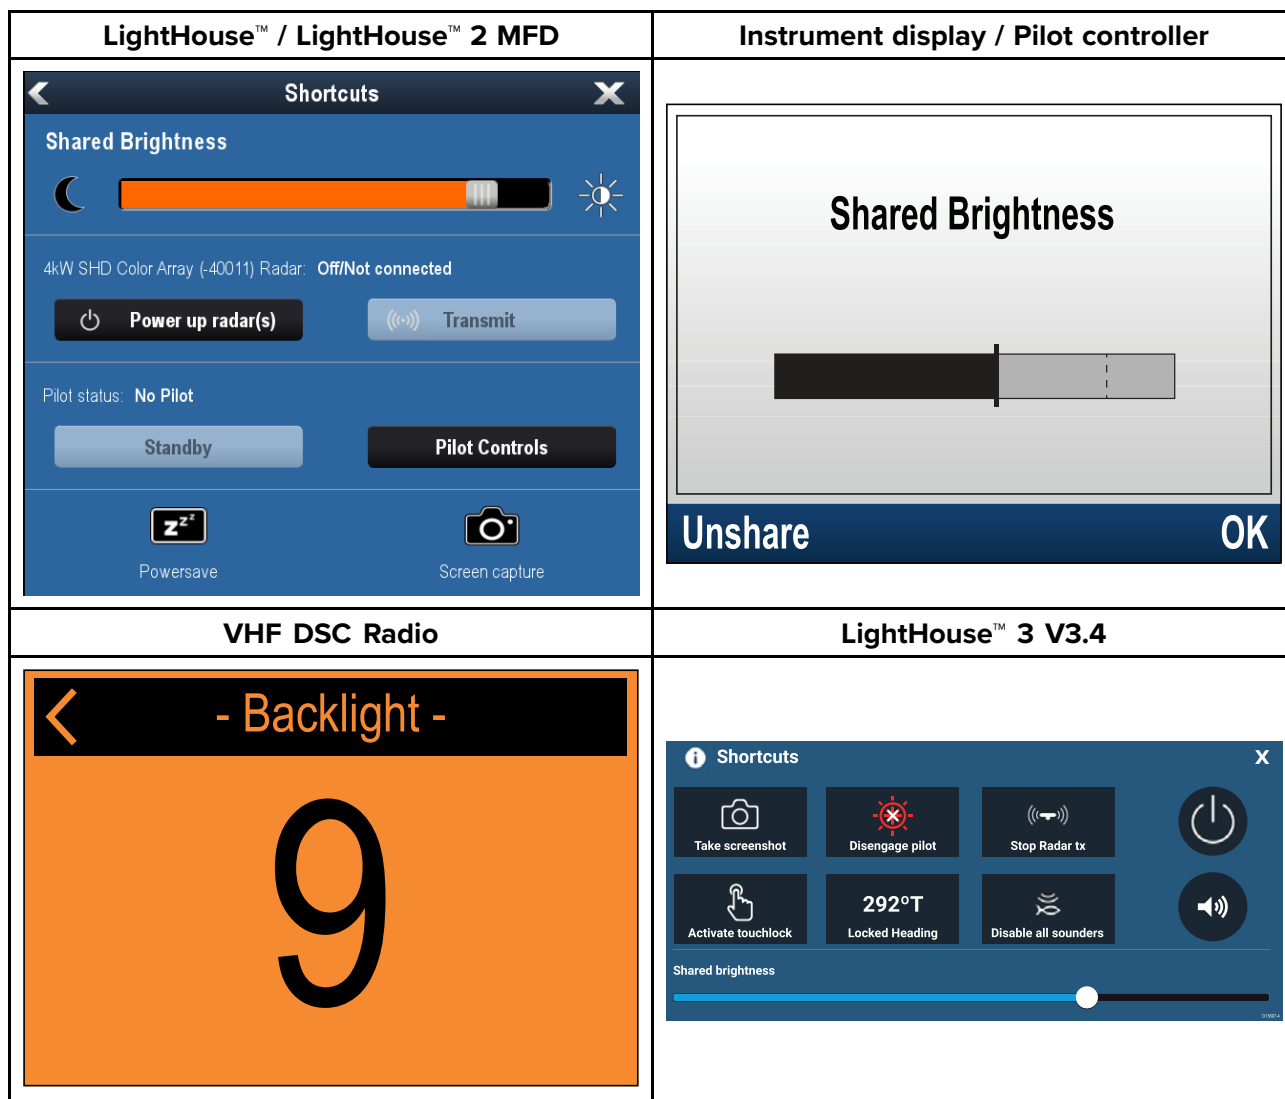 LightHouse™ / LightHouse™ 2 MFD
Instrument display / Pilot controller
Shortcuts
Shared Brightness
4kW SHD Color Array (-40011) Radar: Off/Not connected
Power up radar(s)
Transmit
Pilot status: No Pilot
Standby
Pilot Controls
zzz
Powersave
Screen capture
Shared Brightness
Unshare
OK
VHF DSC Radio
LightHouse™ 3 V3.4
- Backlight -
9
Shortcuts
X
Take screenshot
Disengage pilot
Stop Radar tx
Activate touchlock
292°T
Locked Heading
Disable all sounders
Shared brightness